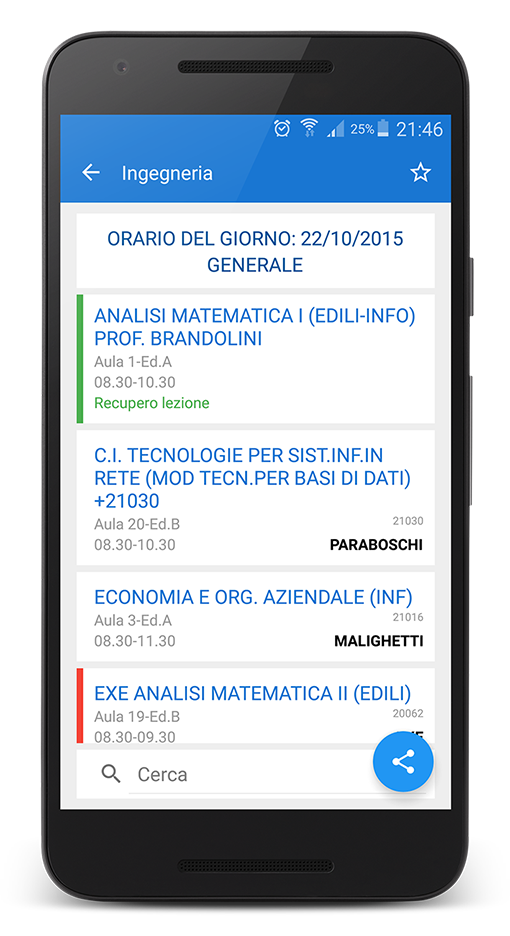 25% 21:46
Ingegneria
ORARIO DEL GIORNO: 22/10/2015
GENERALE
ANALISI MATEMATICA I (EDILI-INFO)
PROF. BRANDOLINI
Aula 1-Ed.A
08.30-10.30
Recupero lezione
C.I. TECNOLOGIE PER SIST.INF.IN
RETE (MOD TECN.PER BASI DI DATI)
+21030
Aula 20-Ed.B 21030
08.30-10.30 PARABOSCHI
ECONOMIA E ORG. AZIENDALE (INF)
Aula 3-Ed.A 21016
08.30-11.30 MALIGHETTI
EXE ANALISI MATEMATICA II (EDILI)
Aula 19-Ed.B 20062
08.30-09.30
Cerca